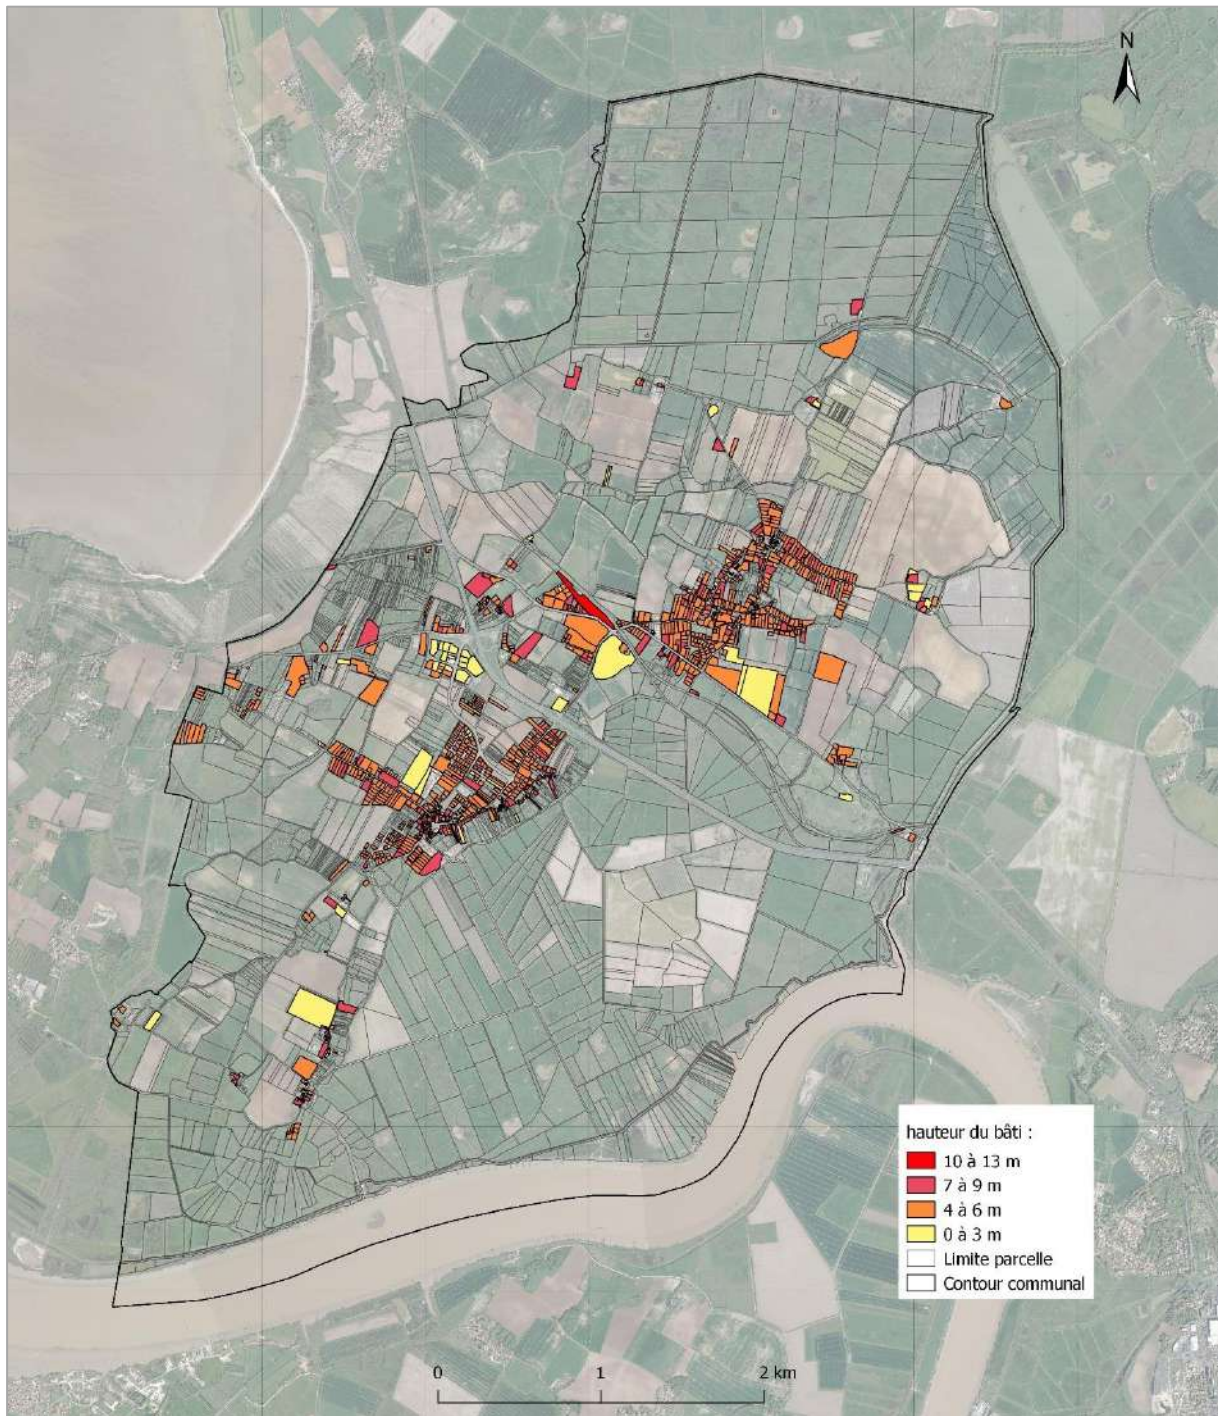 N
hauteur du bâti :
10 à 13 m
7 à 9 m
4 à 6 m
0 à 3 m
Limite parcelle
Contour communal
0 1 2 km